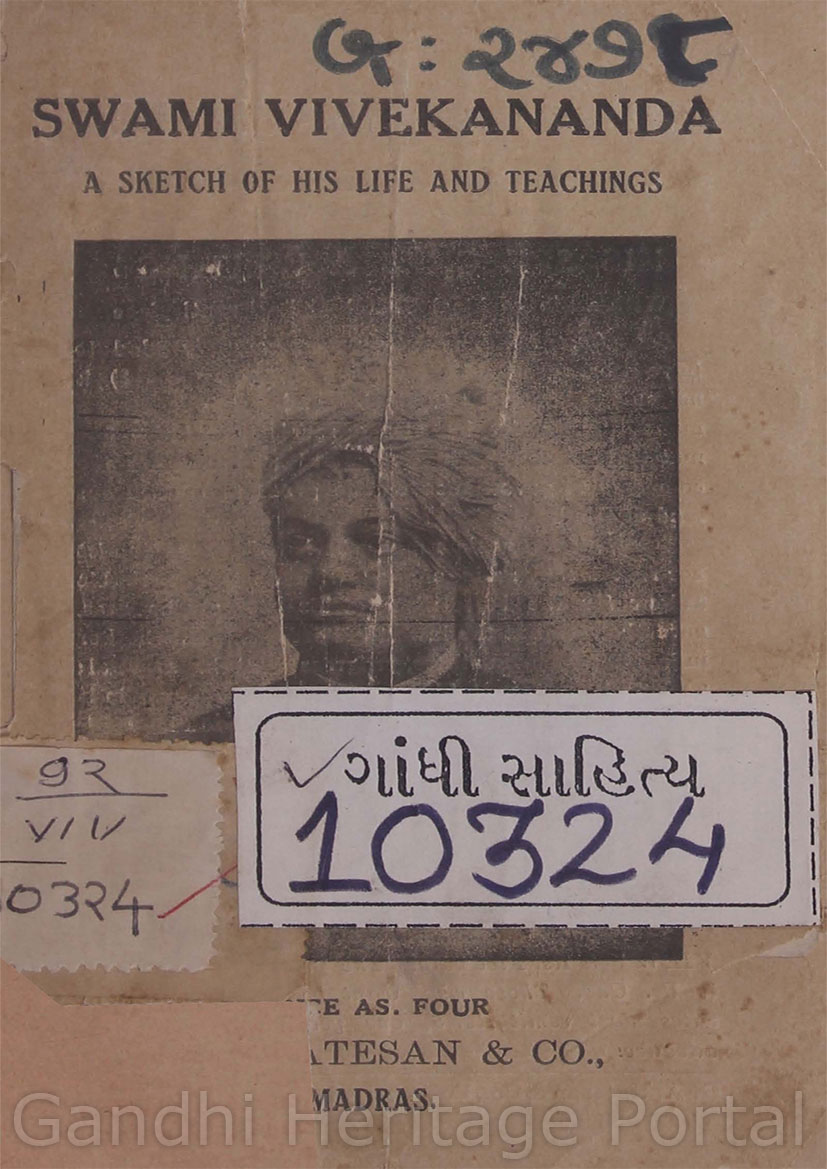 જ : ૨૪૭૮
SWAMI VIVEKANANDA
A SKETCH OF HIS LIFE AND TEACHINGS
ગાંધી સાહિત્ય
10324
૭૨
VIV
10૩૨૪
AS. FOUR
ATESAN & CO.,
MADRAS.
Gandhi Heritage Portal